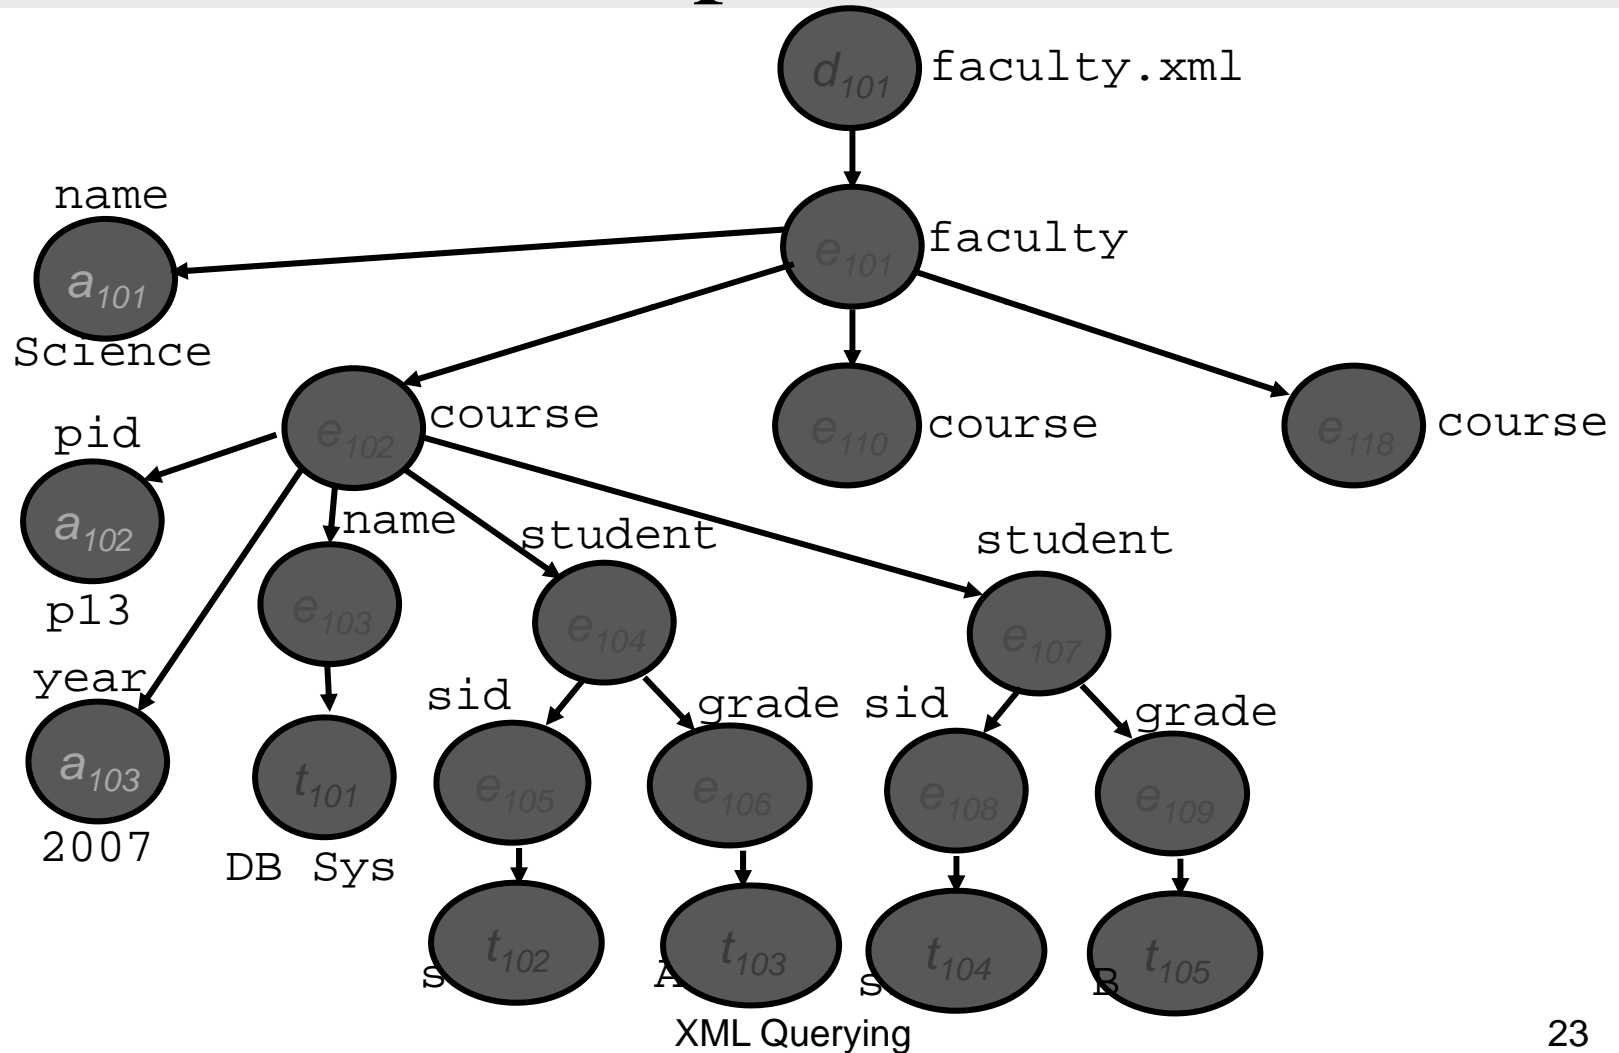 d101 faculty.xml
name
a101
Science
e101 faculty
pid
a102
p13
e102 course
e110 course
e118 course
year
a103
2007
name
e103
t101
DB Sys
student
e104
student
e107
sid
e105
grade
e106
sid
e108
grade
e109
t102
t103
A
t104
t105
B
XML Querying
23